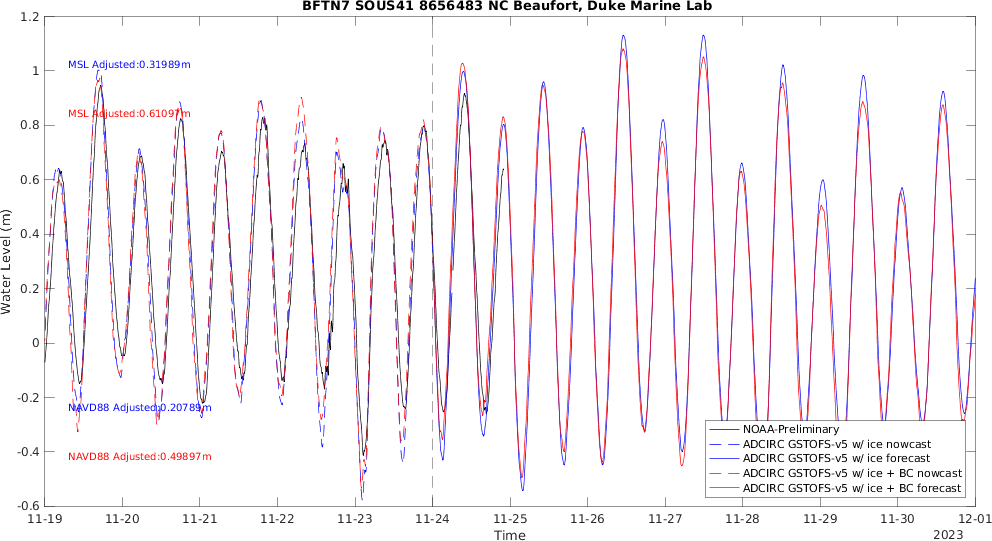 BFTN7 SOUS41 8656483 NC Beaufort, Duke Marine Lab
1.2
1
0.8
0.6
0.4
0.2
0
-0.2
-0.4
-0.6
Water Level (m)
MSL Adjusted:0.31989m
MSL Adjusted:0.61097m
NAVD88 Adjusted:0.20789m
NAVD88 Adjusted:0.49897m
NOAA-Preliminary
ADCIRC GSTOFS-v5 w/ ice nowcast
ADCIRC GSTOFS-v5 w/ ice forecast
ADCIRC GSTOFS-v5 w/ ice + BC nowcast
ADCIRC GSTOFS-v5 w/ ice + BC forecast
11-19 11-20 11-21 11-22 11-23 11-24 11-25 11-26 11-27 11-28 11-29 11-30 12-01
Time
2023